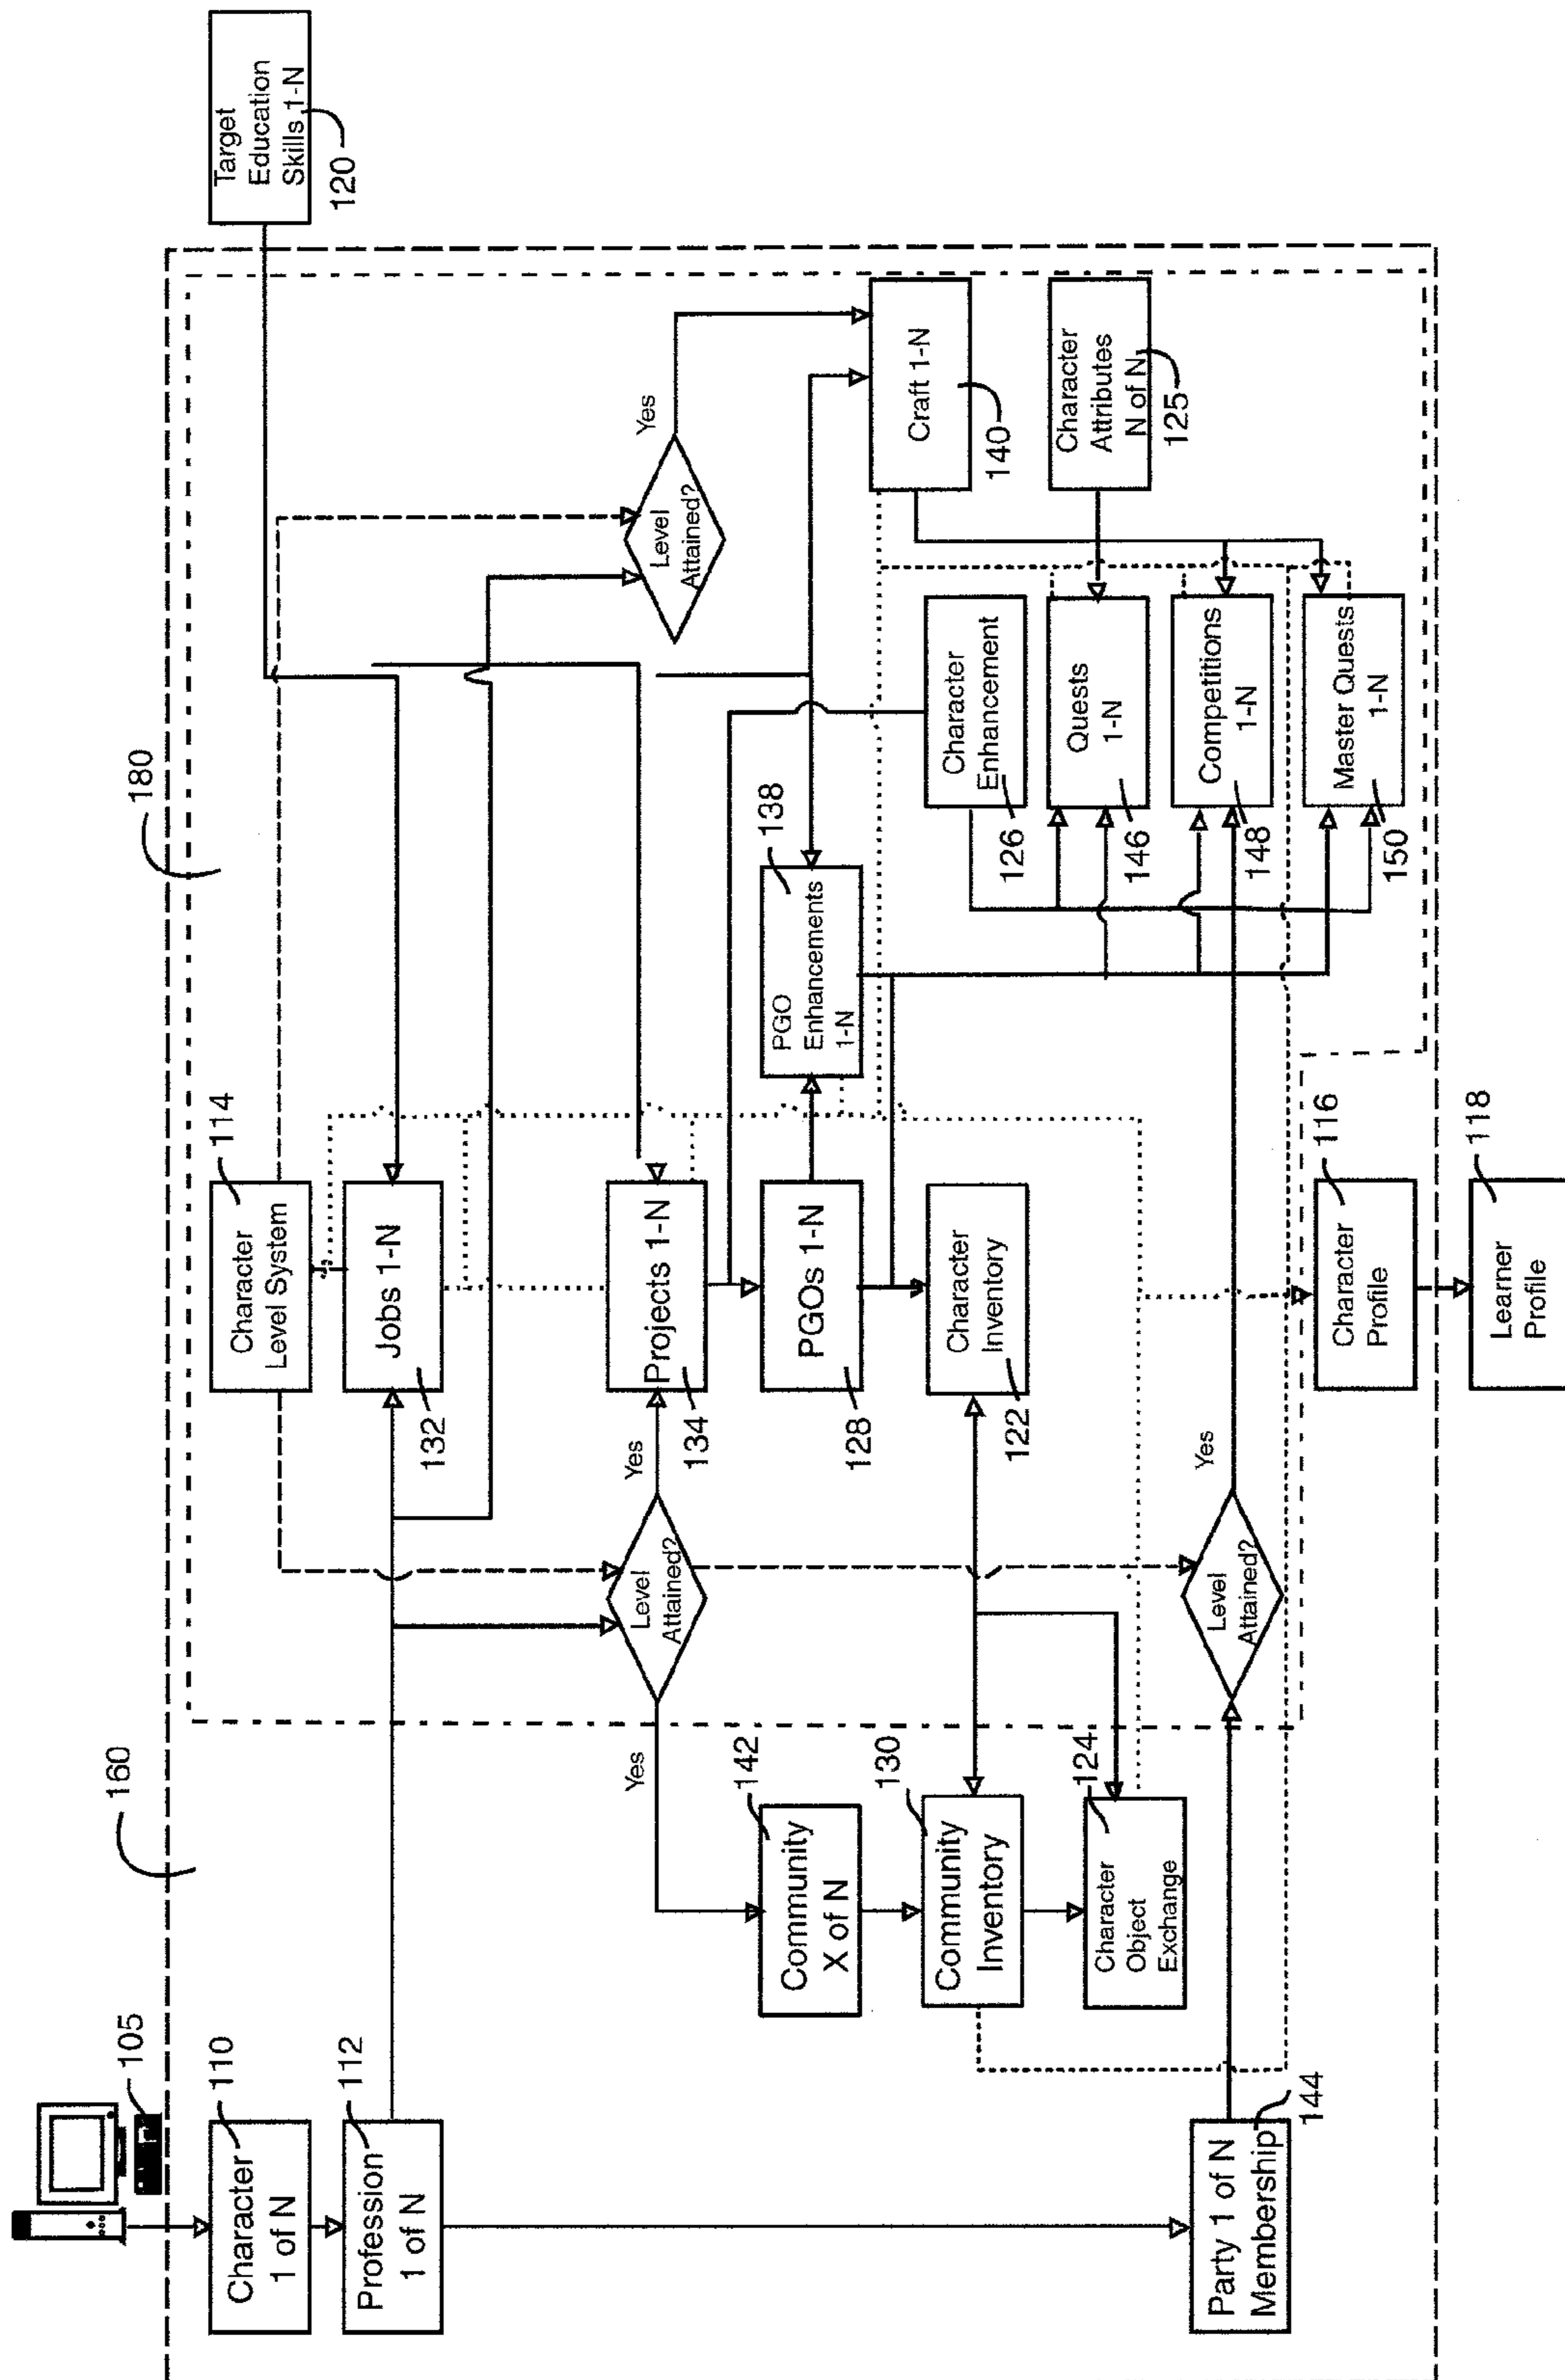 105
Character
1 of N
110
Profession
1 of N
112
Party 1 of N
Membership
144
160
Community
X of N
142
Community
Inventory
130
Character
Object
Exchange
124
Yes
Level
Attained?
Yes
Level
Attained?
Yes
Character
Level System
114
Jobs 1-N
132
Projects 1-N
134
PGOs 1-N
128
Character
Inventory
122
Character
Profile
116
Learner
Profile
118
180
PGO
Enhancements
1-N
138
Character
Enhancement
126
Quests
1-N
146
Competitions
1-N
148
Master Quests
1-N
150
Level
Attained?
Yes
Craft 1-N
140
Character
Attributes
N of N
125
Target
Education
Skills 1-N
120